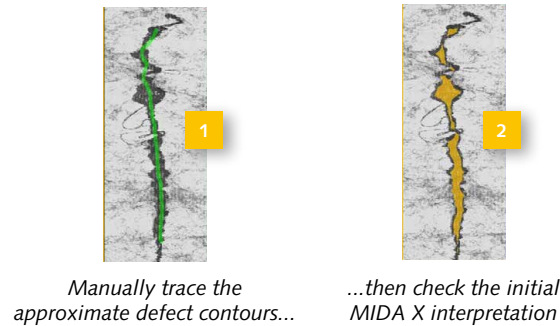 1
2
Manually trace the
approximate defect contours...
...then check the initial
MIDA X interpretation